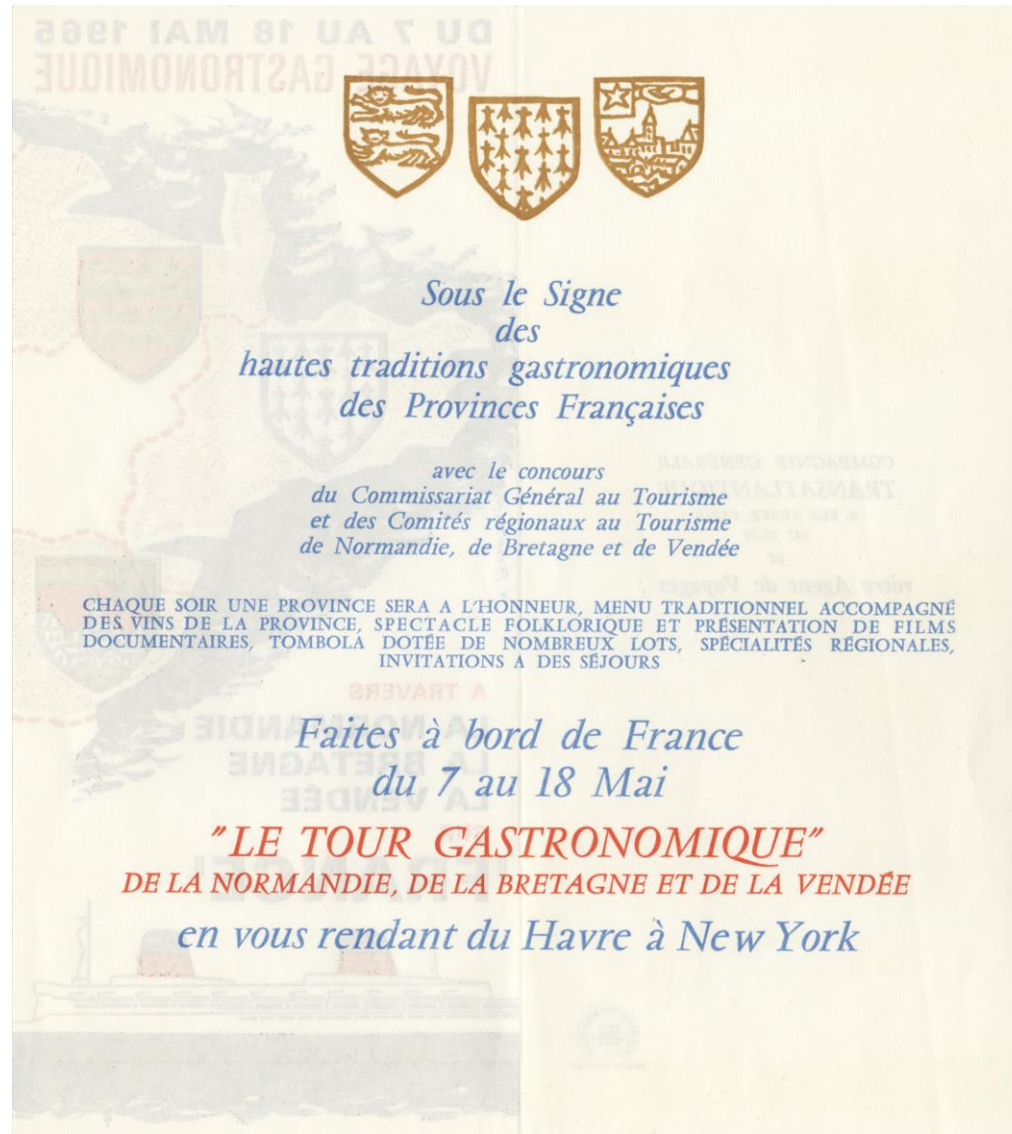 Sous le Signe
des
hautes traditions gastronomiques
des Provinces Françaises
avec le concours
du Commissariat Général au Tourisme
et des Comités régionaux au Tourisme
de Normandie, de Bretagne et de Vendée
CHAQUE SOIR UNE PROVINCE SERA A L'HONNEUR, MENU TRADITIONNEL ACCOMPAGNÉ
DES VINS DE LA PROVINCE, SPECTACLE FOLKLORIQUE ET PRÉSENTATION DE FILMS
DOCUMENTAIRES, TOMBOLA DOTÉE DE NOMBREUX LOTS, SPÉCIALITÉS RÉGIONALES,
INVITATIONS A DES SÉJOURS
Faites à bord de France
du 7 au 18 Mai
"LE TOUR GASTRONOMIQUE"
DE LA NORMANDIE, DE LA BRETAGNE ET DE LA VENDÉE
en vous rendant du Havre à New York